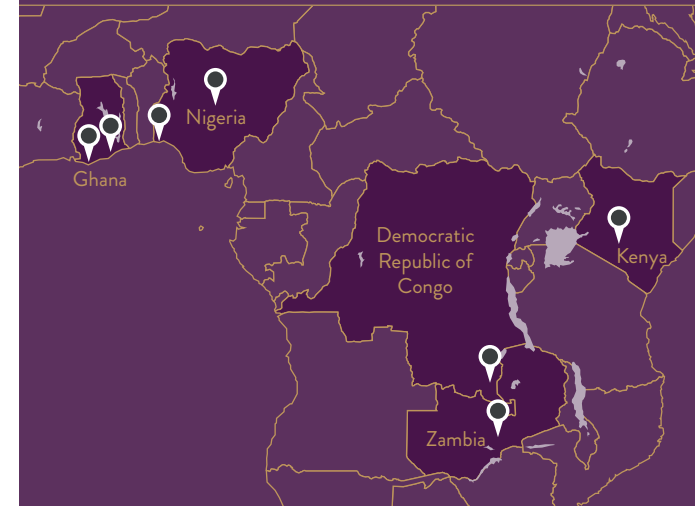 Nigeria
Ghana
Democratic
Republic of
Congo
Kenya
Zambia